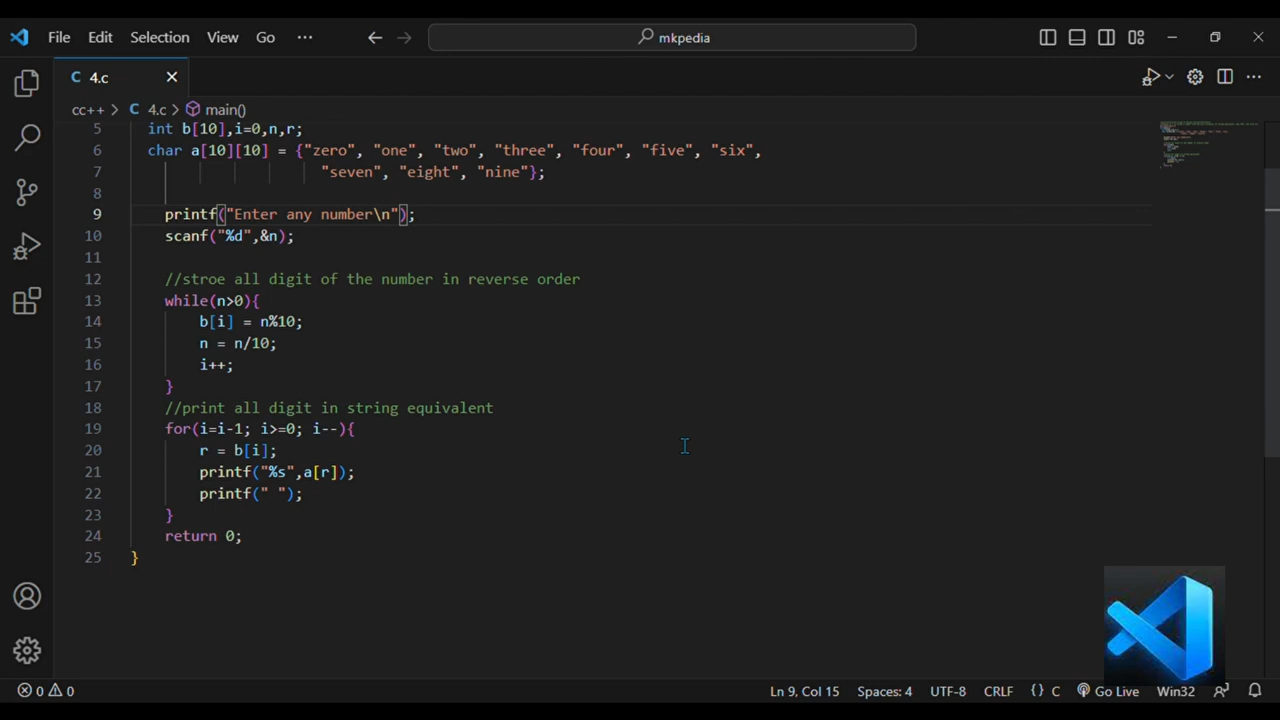 File Edit Selection View Go ··· mkpedia
C 4.c
cc++ > C 4.c > main()
5 int b[10],i=0,n,r;
6 char a[10][10] = {"zero", "one", "two", "three", "four", "five", "six",
7 "seven", "eight", "nine"};
8
9 printf("Enter any number\n");
10 scanf("%d",&n);
11
12 //stroe all digit of the number in reverse order
13 while(n>0){
14 b[i] = n%10;
15 n = n/10;
16 i++;
17 }
18 //print all digit in string equivalent
19 for(i=i-1; i>=0; i--){
20 r = b[i];
21 printf("%s",a[r]);
22 printf(" ");
23 }
24 return 0;
25 }
0 0 Ln 9, Col 15 Spaces: 4 UTF-8 CRLF {} C Go Live Win32